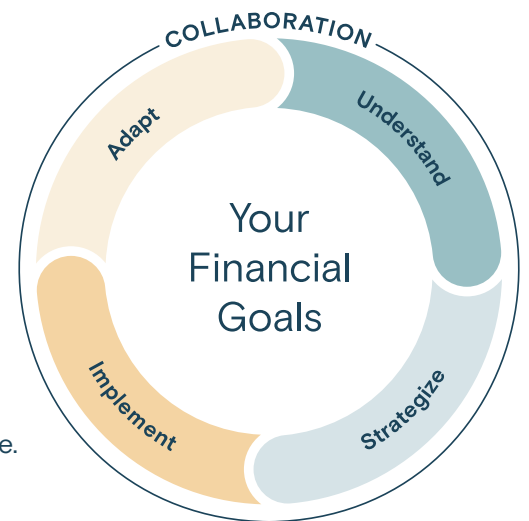 COLLABORATION
Adapt
Understand
Your
Financial
Goals
Implement
Strategize
e.